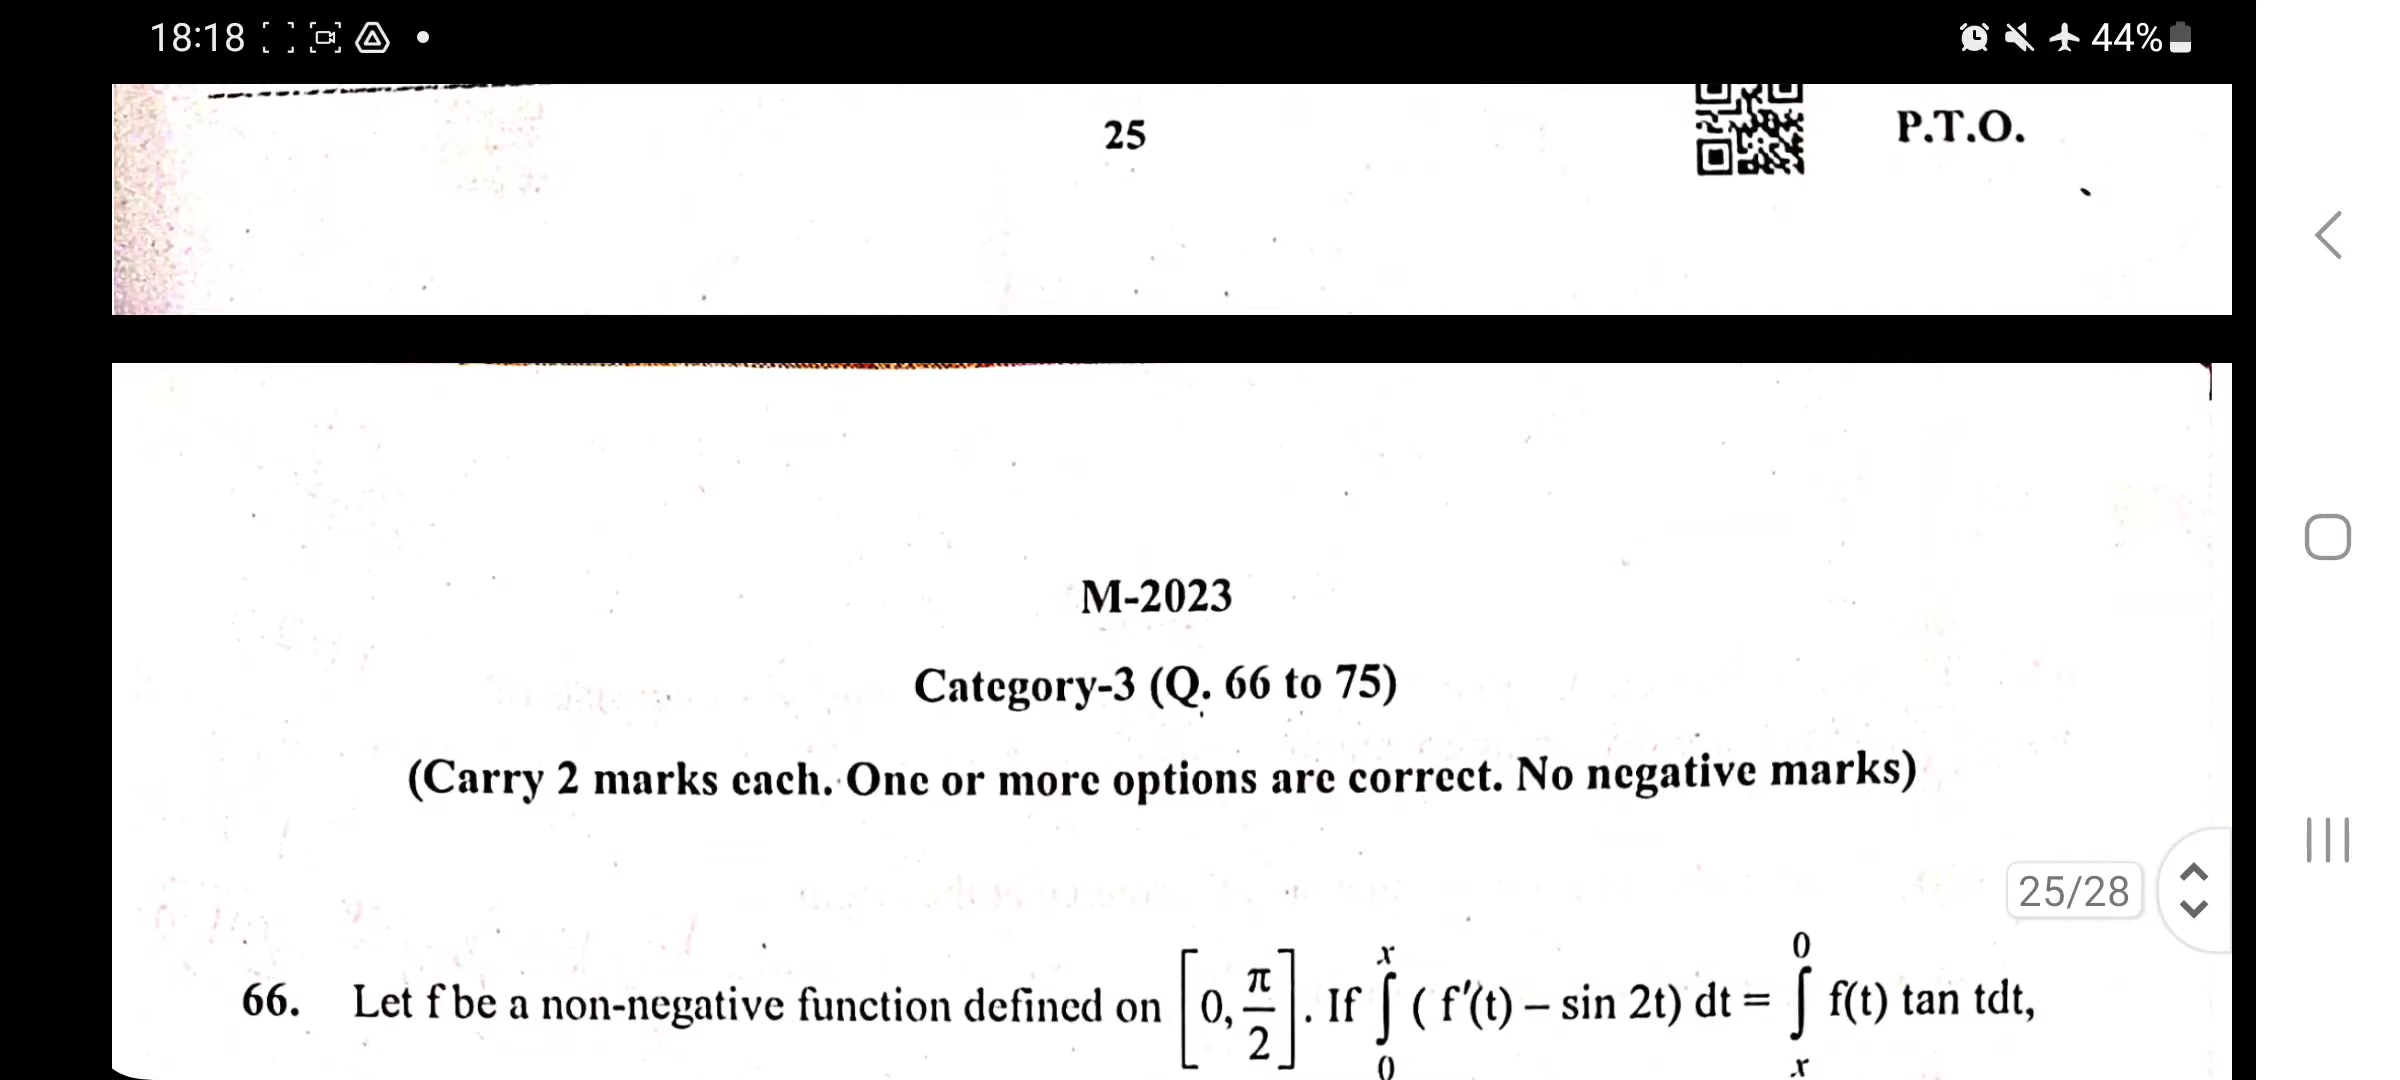 18:18 44%
25 P.T.O.
M-2023
Category-3 (Q. 66 to 75)
(Carry 2 marks each. One or more options are correct. No negative marks)
25/28
66. Let f be a non-negative function defined on [0, π/2]. If ∫₀ˣ ( f′(t) – sin 2t) dt = ∫ₓ⁰ f(t) tan tdt,